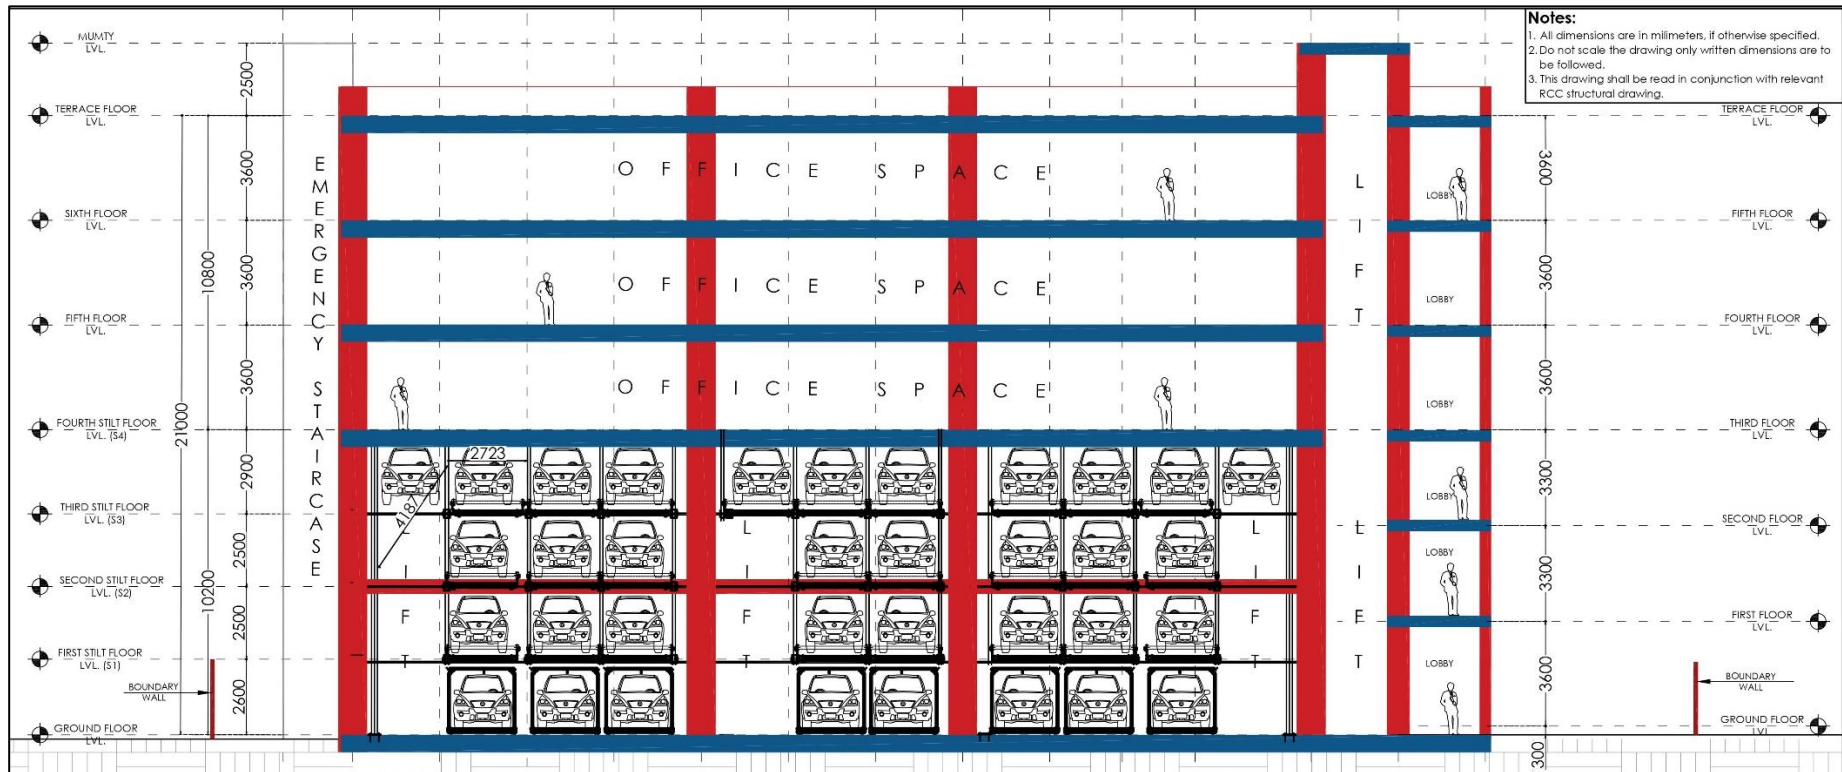 Notes:
1. All dimensions are in milimeters, if otherwise specified.
2. Do not scale the drawing only written dimensions are to
be followed.
3. This drawing shall be read in conjunction with relevant
RCC structural drawing.
MUMTY
LVL.
2500
TERRACE FLOOR
LVL.
3600
SIXTH FLOOR
LVL.
3600
FIFTH FLOOR
LVL.
3600
FOURTH STILT FLOOR
LVL. (S4)
2900
THIRD STILT FLOOR
LVL. (S3)
2500
SECOND STILT FLOOR
LVL. (S2)
2500
FIRST STILT FLOOR
LVL. (S1)
2600
GROUND FLOOR
LVL.
21000
10800
10200
BOUNDARY
WALL
EMERGENCY STAIRCASE
OFFICE SPACE
OFFICE SPACE
OFFICE SPACE
2723
4187
LIFT
LIFT
LIFT
LIFT
LIFT
LOBBY
LOBBY
LOBBY
LOBBY
LOBBY
LOBBY
TERRACE FLOOR
LVL.
3600
FIFTH FLOOR
LVL.
3600
FOURTH FLOOR
LVL.
3600
THIRD FLOOR
LVL.
3300
SECOND FLOOR
LVL.
3300
FIRST FLOOR
LVL.
3600
BOUNDARY
WALL
GROUND FLOOR
LVL.
300